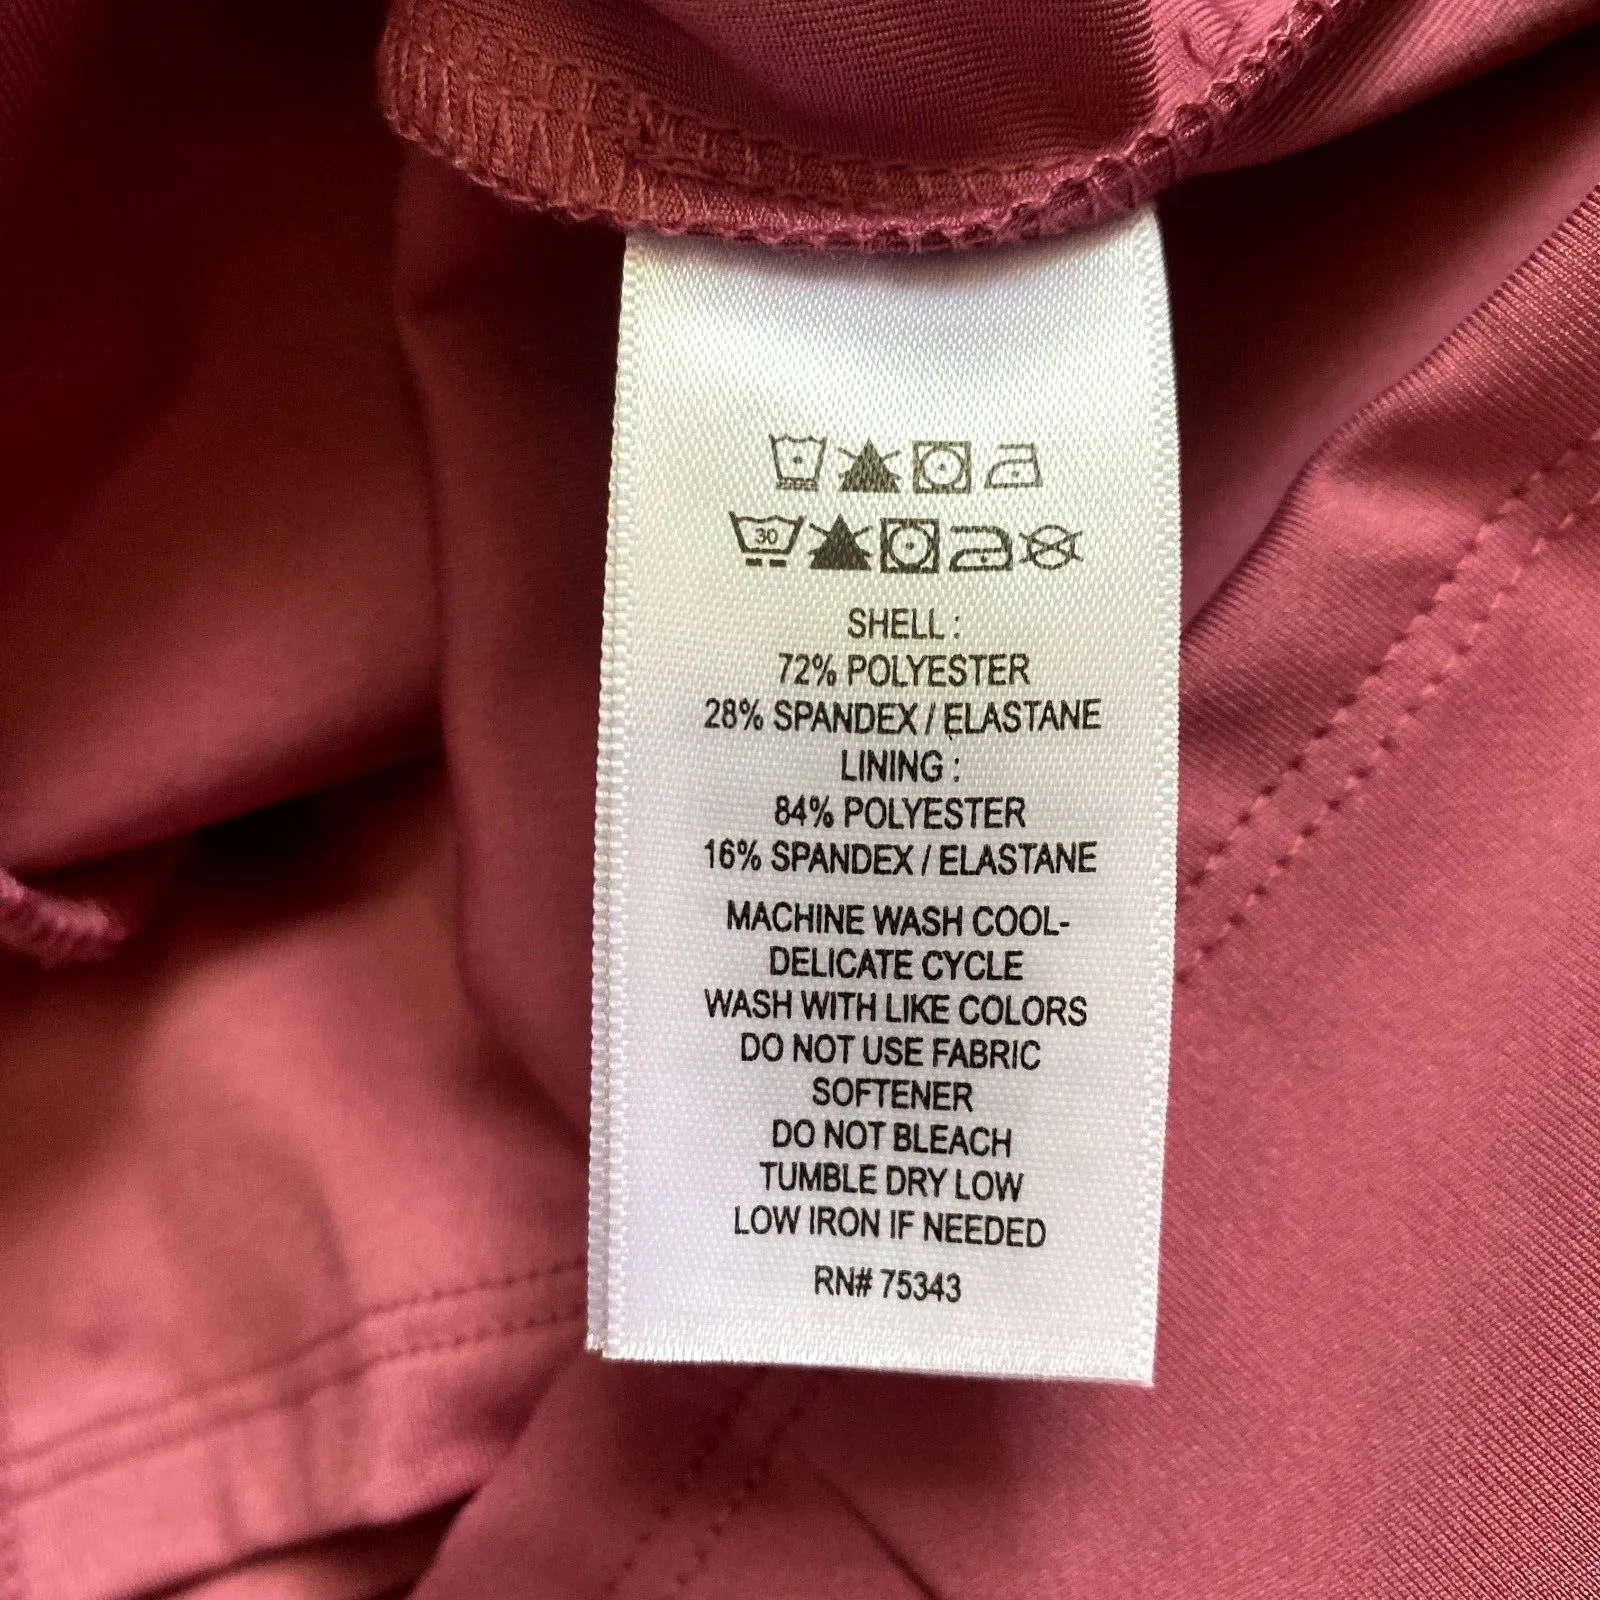 30
SHELL :
72% POLYESTER
28% SPANDEX / ELASTANE
LINING :
84% POLYESTER
16% SPANDEX / ELASTANE
MACHINE WASH COOL-
DELICATE CYCLE
WASH WITH LIKE COLORS
DO NOT USE FABRIC
SOFTENER
DO NOT BLEACH
TUMBLE DRY LOW
LOW IRON IF NEEDED
RN# 75343